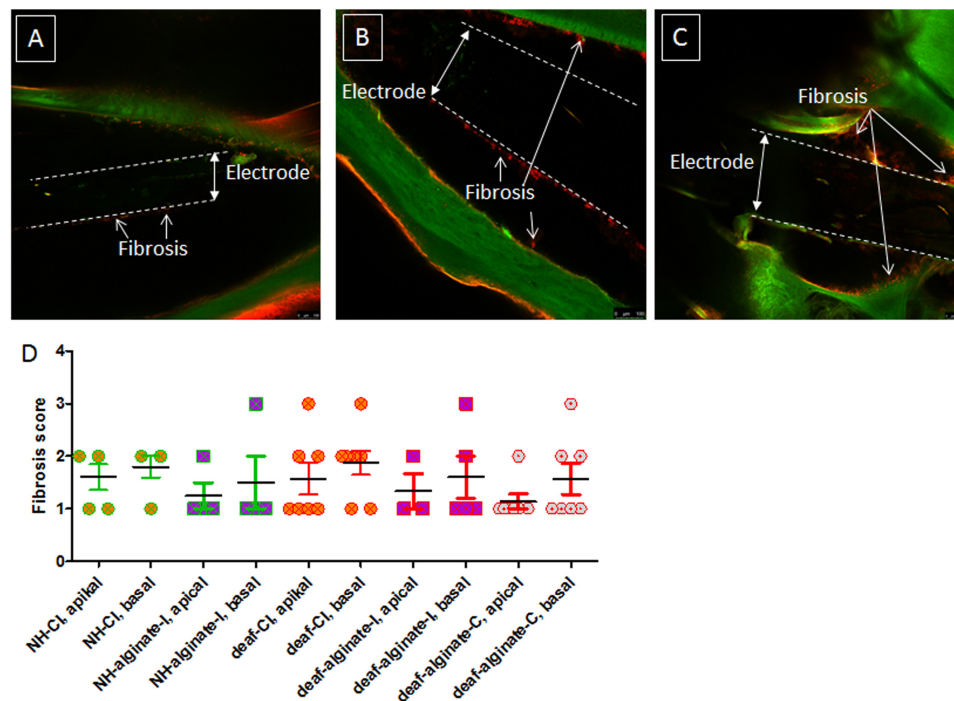 A
Electrode
Fibrosis
B
Electrode
Fibrosis
C
Fibrosis
Electrode
D
Fibrosis score
4
3
2
1
0
NH-CI, apikal
NH-CI, basal
NH-alginate-I, apical
NH-alginate-I, basal
deaf-CI, apikal
deaf-CI, basal
deaf-alginate-I, apical
deaf-alginate-I, basal
deaf-alginate-C, apical
deaf-alginate-C, basal